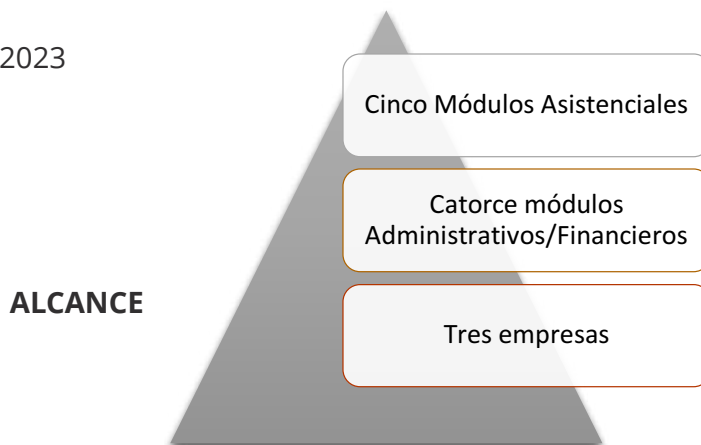 2023
Cinco Módulos Asistenciales
Catorce módulos
Administrativos/Financieros
ALCANCE
Tres empresas